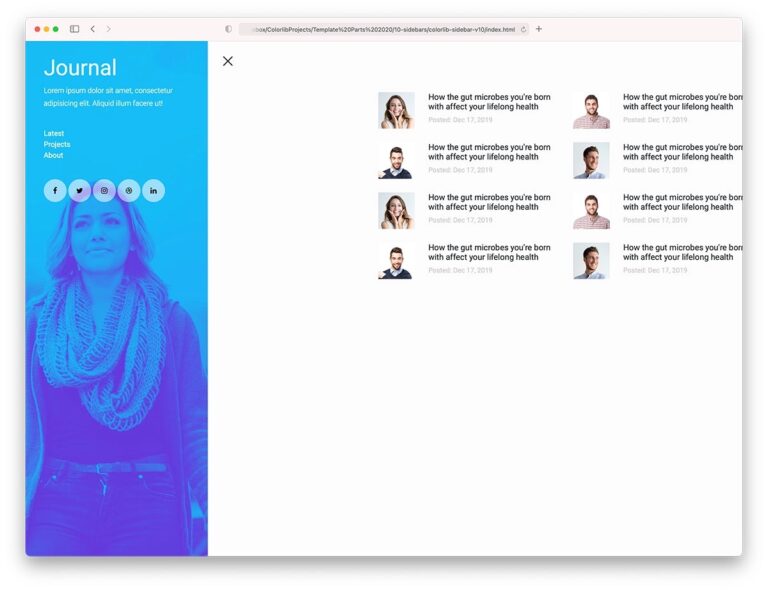 obox/ColorlibProjects/Template%20Parts%202020/10-sidebars/colorlib-sidebar-v10/index.html
Journal
Lorem ipsum dolor sit amet, consectetur
adipisicing elit. Aliquid illum facere ut!
Latest
Projects
About
How the gut microbes you're born
with affect your lifelong health
Posted: Dec 17, 2019
How the gut microbes you're born
with affect your lifelong health
Posted: Dec 17, 2019
How the gut microbes you're born
with affect your lifelong health
Posted: Dec 17, 2019
How the gut microbes you're born
with affect your lifelong health
Posted: Dec 17, 2019
How the gut microbes you're born
with affect your lifelong health
Posted: Dec 17, 2019
How the gut microbes you're born
with affect your lifelong health
Posted: Dec 17, 2019
How the gut microbes you're born
with affect your lifelong health
Posted: Dec 17, 2019
How the gut microbes you're born
with affect your lifelong health
Posted: Dec 17, 2019